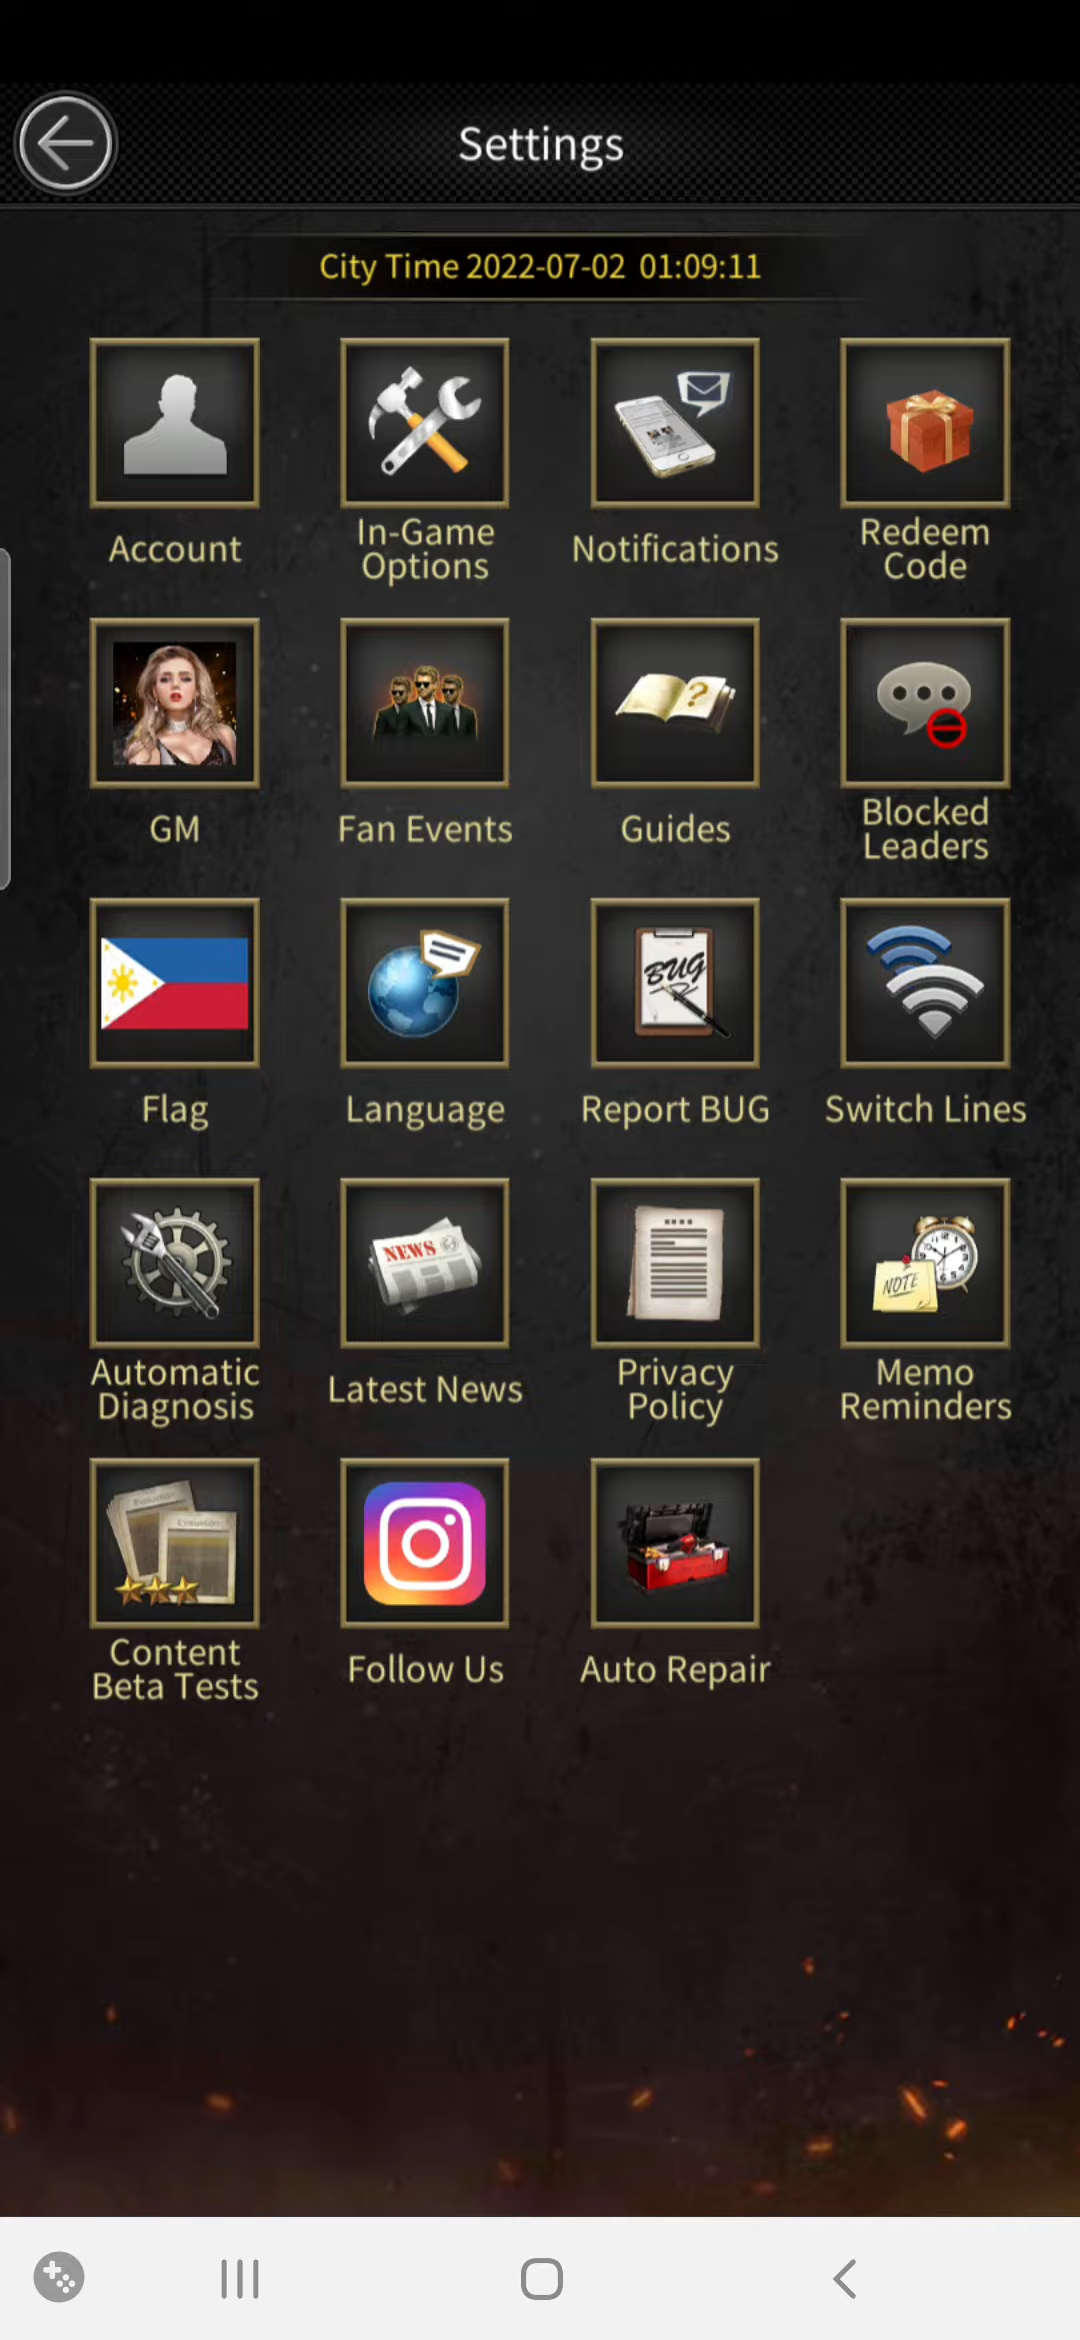 Settings
City Time 2022-07-02 01:09:11
Account
In-Game
Options
Notifications
Redeem
Code
GM
Fan Events
Guides
Blocked
Leaders
BUG
Flag
Language
Report BUG
Switch Lines
NEWS
NOTE
Automatic
Diagnosis
Latest News
Privacy
Policy
Memo
Reminders
Content
Beta Tests
Follow Us
Auto Repair